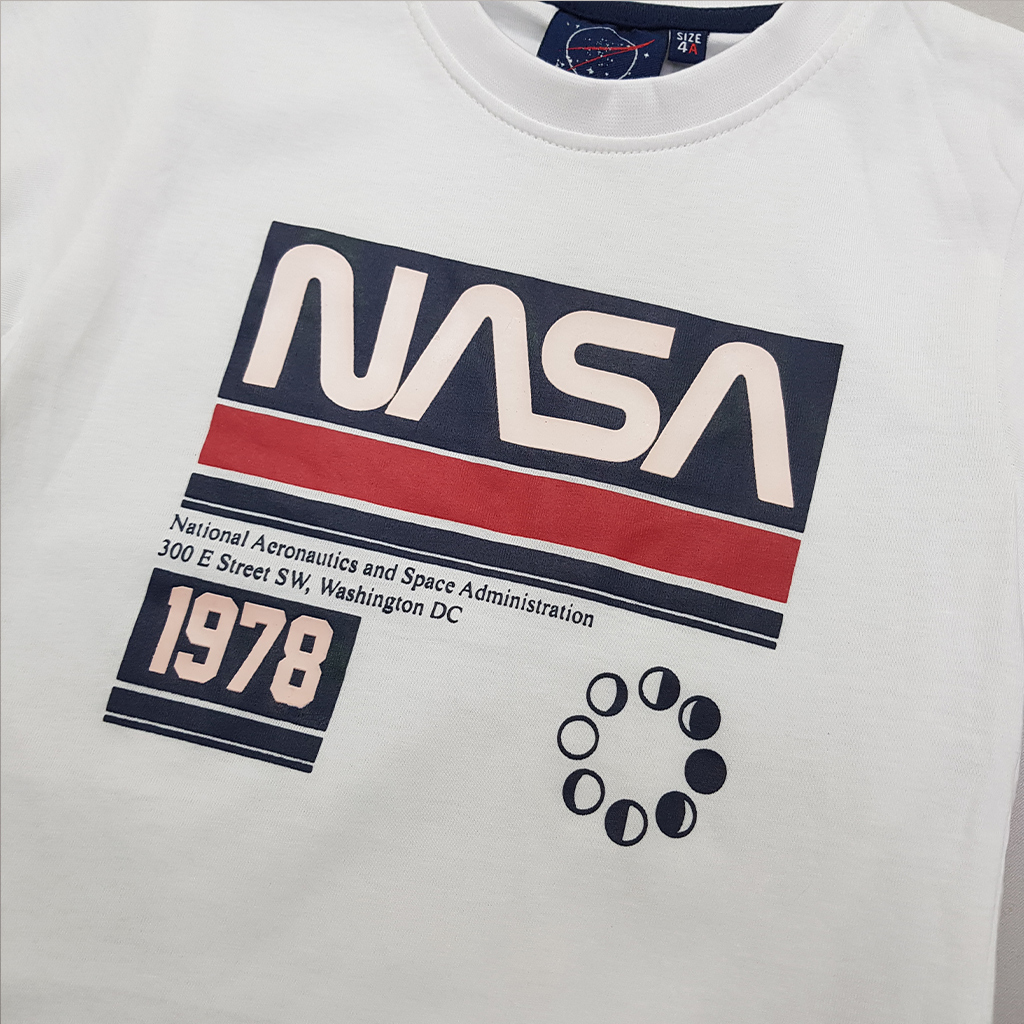 SIZE
4A
NASA
National Aeronautics and Space Administration
300 E Street SW, Washington DC
1978